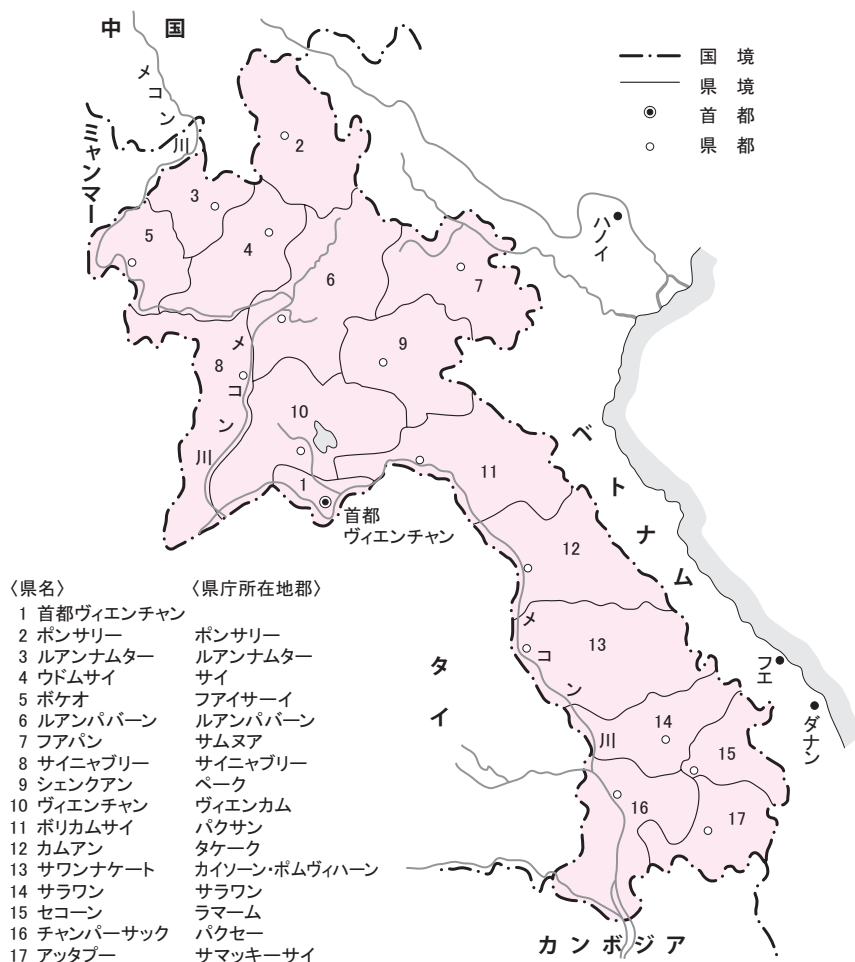 中国
メコン川
ミャンマー
国境
県境
首都
県都
2
3
4
5
6
7
ハノイ
8
9
メコン川
10
11
1
首都
ヴィエンチャン
ベトナム
12
メコン川
13
タイ
フエ
ダナン
14
15
16
17
カンボジア
〈県名〉 〈県庁所在地郡〉
1 首都ヴィエンチャン
2 ポンサリー ポンサリー
3 ルアンナムター ルアンナムター
4 ウドムサイ サイ
5 ボケオ フアイサーイ
6 ルアンパバーン ルアンパバーン
7 フアパン サムヌア
8 サイニャブリー サイニャブリー
9 シェンクアン ペーク
10 ヴィエンチャン ヴィエンカム
11 ボリカムサイ パクサン
12 カムアン タケーク
13 サワンナケート カイソーン・ポムヴィハーン
14 サラワン サラワン
15 セコーン ラマーム
16 チャンパーサック パクセー
17 アッタプー サマッキーサイ